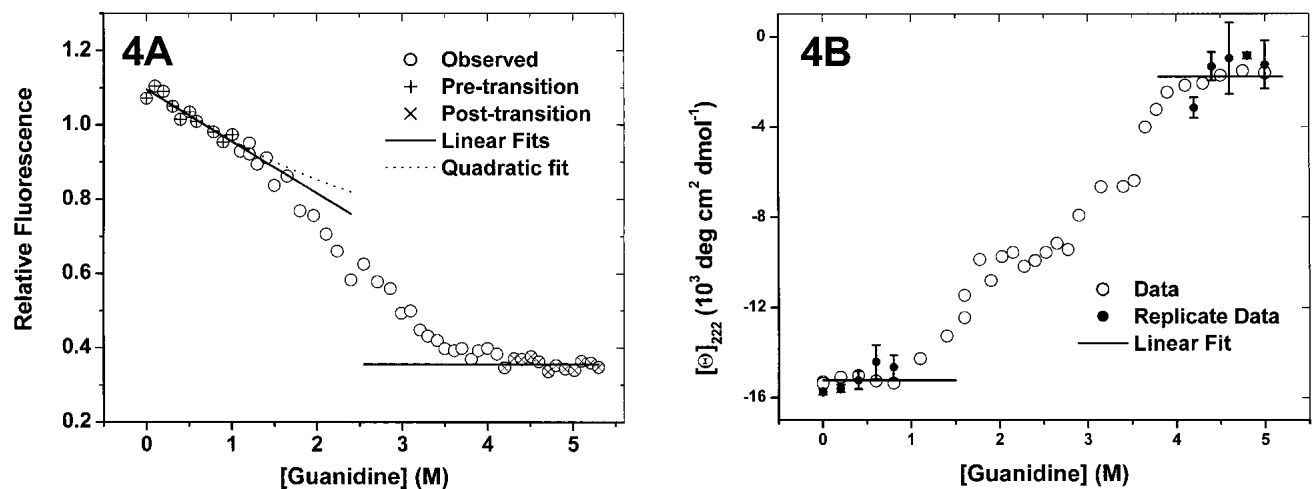 4A
Observed
Pre-transition
Post-transition
Linear Fits
Quadratic fit
Relative Fluorescence
1.2
1.0
0.8
0.6
0.4
0.2
0 1 2 3 4 5
[Guanidine] (M)
4B
[Θ]222 (10³ deg cm² dmol⁻¹)
0
-4
-8
-12
-16
Data
Replicate Data
Linear Fit
0 1 2 3 4 5
[Guanidine] (M)